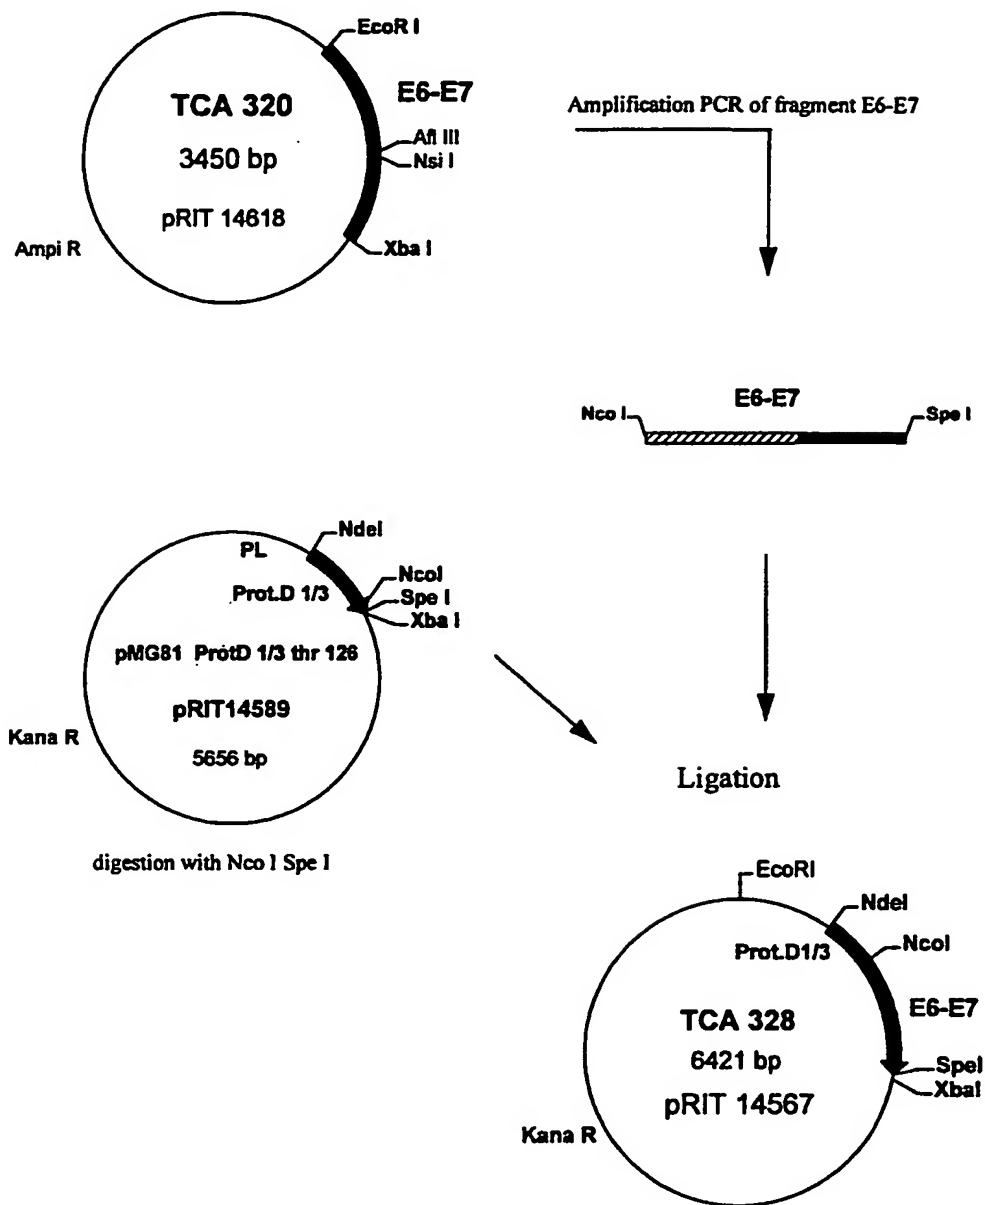 EcoR I
E6-E7
TCA 320
3450 bp
pRIT 14618
Afl III
Nsi I
Xba I
Ampi R
Amplification PCR of fragment E6-E7
E6-E7
Nco I
Spe I
NdeI
PL
NcoI
Prot.D 1/3
Spe I
Xba I
pMG81 ProtD 1/3 thr 126
pRIT14589
Kana R
5656 bp
digestion with Nco I Spe I
Ligation
EcoRI
NdeI
Prot.D1/3
NcoI
E6-E7
TCA 328
6421 bp
pRIT 14567
SpeI
XbaI
Kana R